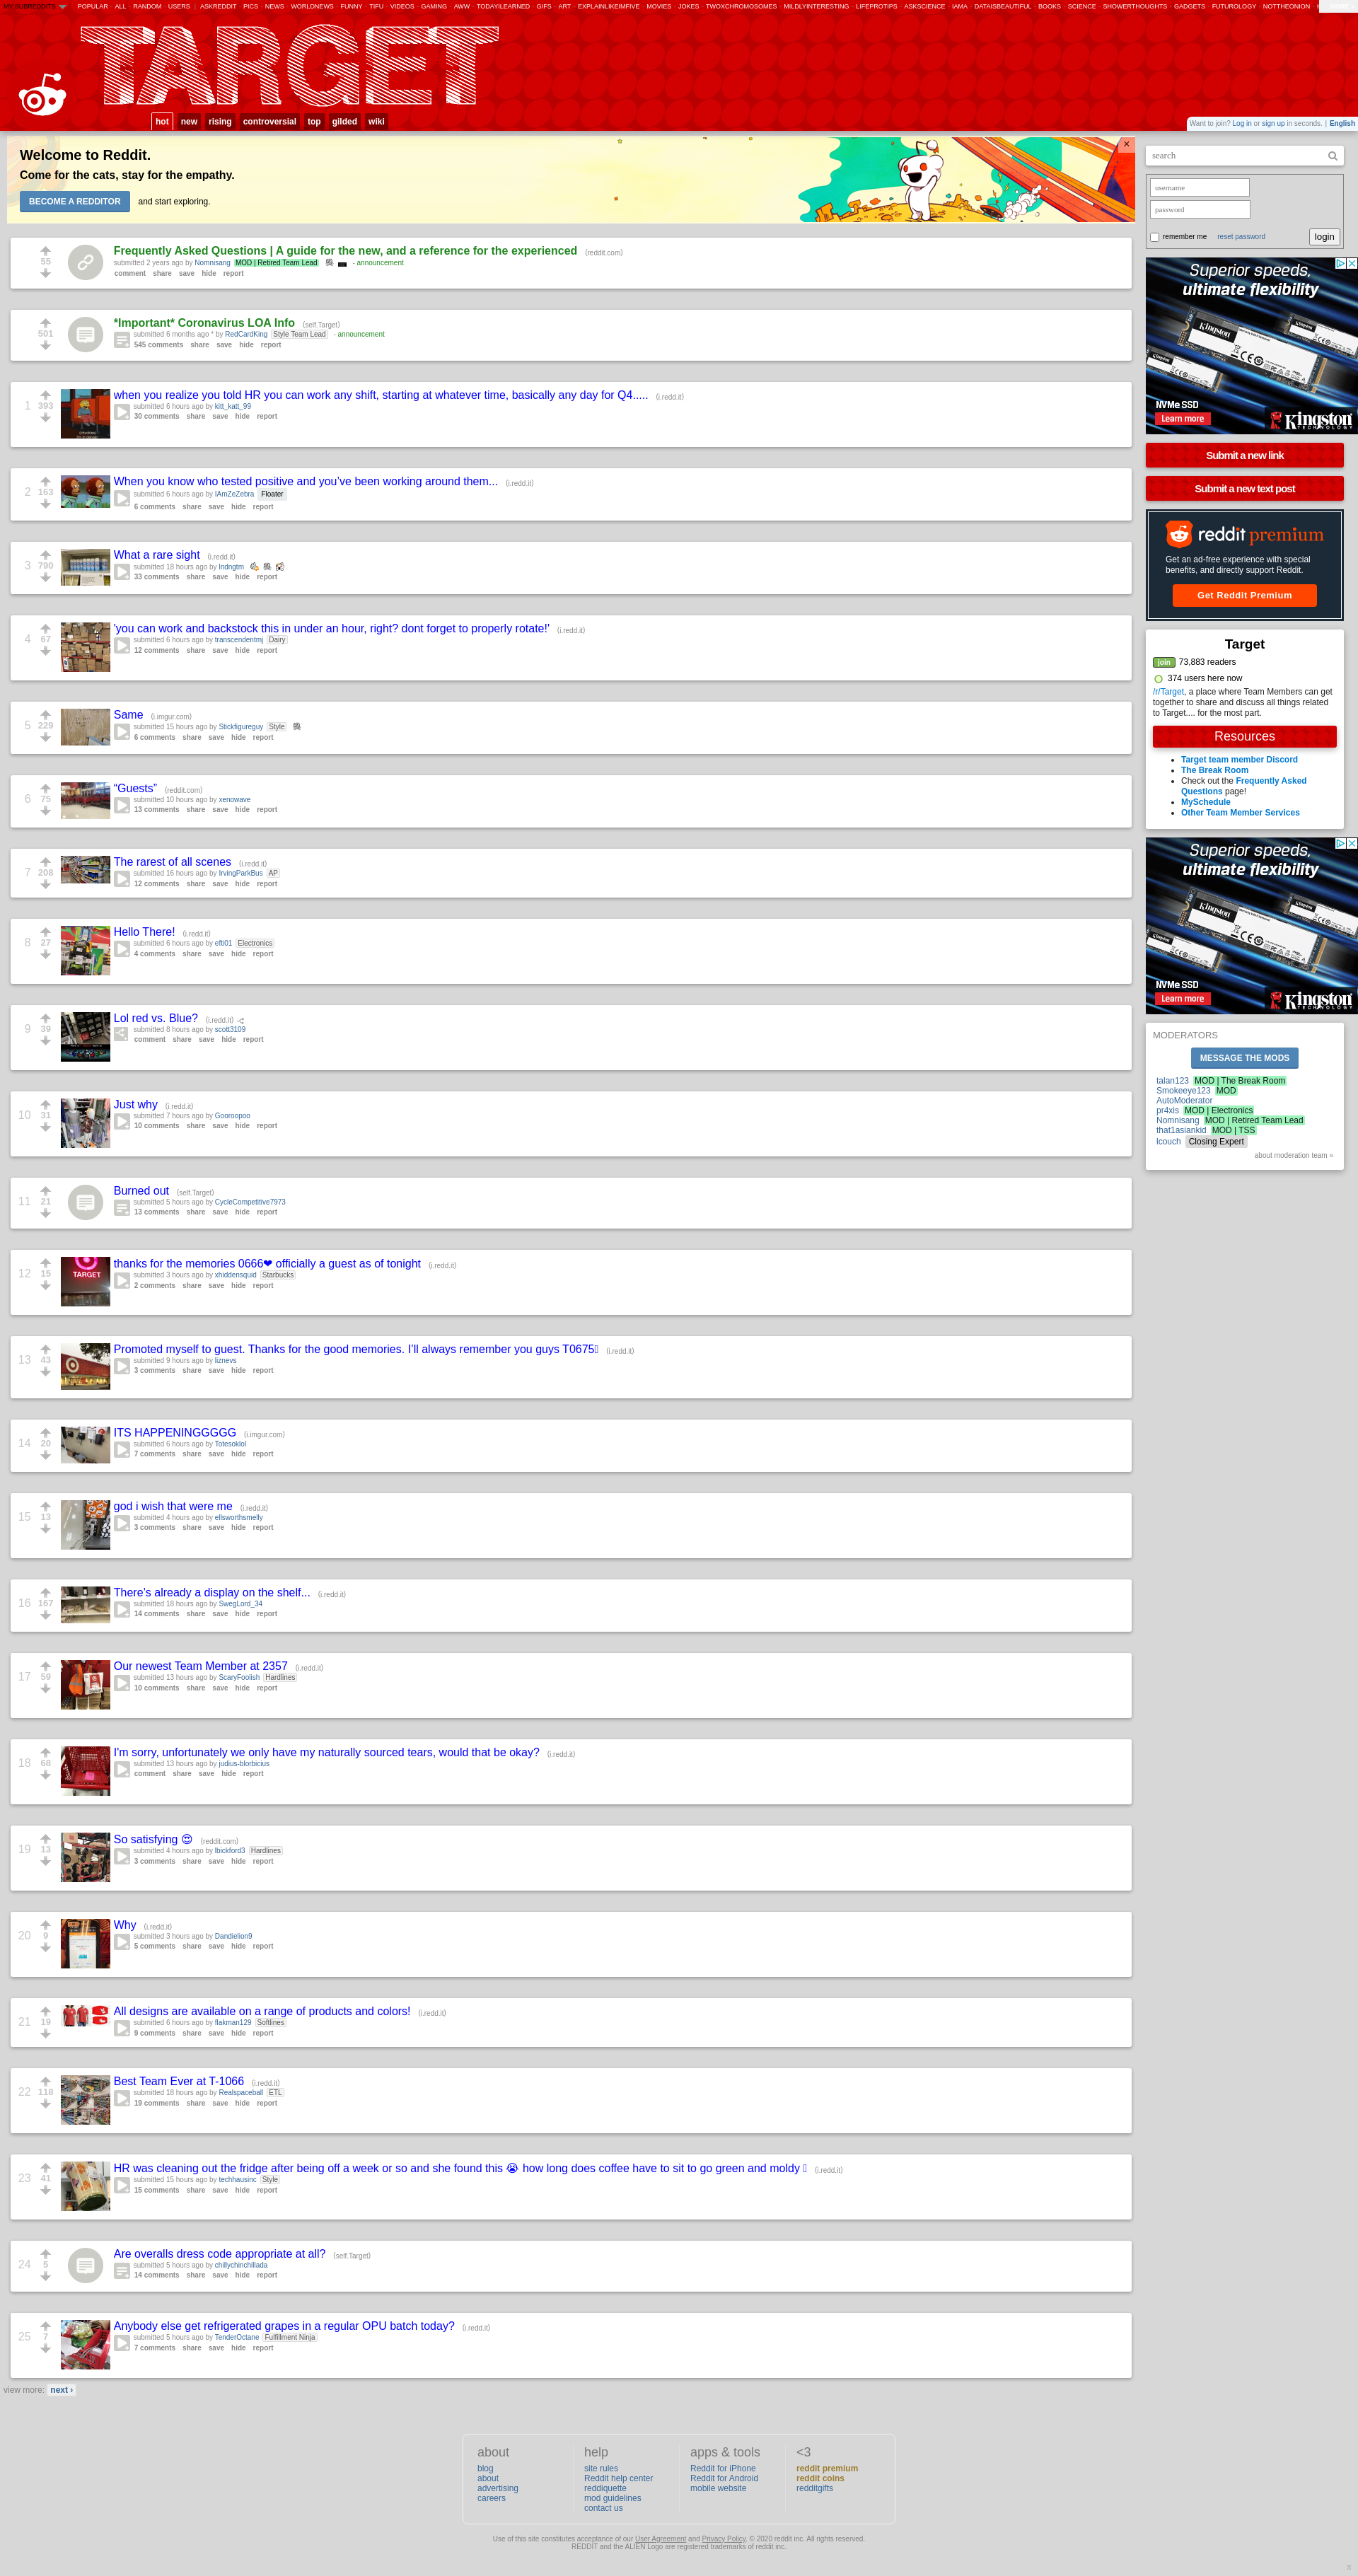 MY SUBREDDITS POPULAR - ALL - RANDOM - USERS | ASKREDDIT - PICS - NEWS - WORLDNEWS - FUNNY - TIFU - VIDEOS - GAMING - AWW - TODAYILEARNED - GIFS - ART - EXPLAINLIKEIMFIVE - MOVIES - JOKES - TWOXCHROMOSOMES - MILDLYINTERESTING - LIFEPROTIPS - ASKSCIENCE - IAMA - DATAISBEAUTIFUL - BOOKS - SCIENCE - SHOWERTHOUGHTS - GADGETS - FUTUROLOGY - NOTTHEONION
TARGET
hot new rising controversial top gilded wiki
Want to join? Log in or sign up in seconds. | English
Welcome to Reddit.
Come for the cats, stay for the empathy.
BECOME A REDDITOR and start exploring.
×
55
Frequently Asked Questions | A guide for the new, and a reference for the experienced (reddit.com)
submitted 2 years ago by Nomnisang MOD | Retired Team Lead - announcement
comment share save hide report
501
*Important* Coronavirus LOA Info (self.Target)
submitted 6 months ago * by RedCardKing Style Team Lead - announcement
545 comments share save hide report
1 393
when you realize you told HR you can work any shift, starting at whatever time, basically any day for Q4..... (i.redd.it)
submitted 6 hours ago by kitt_katt_99
30 comments share save hide report
2 163
When you know who tested positive and you've been working around them... (i.redd.it)
submitted 6 hours ago by IAmZeZebra Floater
6 comments share save hide report
3 790
What a rare sight (i.redd.it)
submitted 18 hours ago by lndngtm
33 comments share save hide report
4 67
'you can work and backstock this in under an hour, right? dont forget to properly rotate!' (i.redd.it)
submitted 6 hours ago by transcendentmj Dairy
12 comments share save hide report
5 229
Same (i.imgur.com)
submitted 15 hours ago by Stickfigureguy Style
6 comments share save hide report
6 75
“Guests” (reddit.com)
submitted 10 hours ago by xenowave
13 comments share save hide report
7 208
The rarest of all scenes (i.redd.it)
submitted 16 hours ago by IrvingParkBus AP
12 comments share save hide report
8 27
Hello There! (i.redd.it)
submitted 6 hours ago by efti01 Electronics
4 comments share save hide report
9 39
Lol red vs. Blue? (i.redd.it)
submitted 8 hours ago by scott3109
comment share save hide report
10 31
Just why (i.redd.it)
submitted 7 hours ago by Gooroopoo
10 comments share save hide report
11 21
Burned out (self.Target)
submitted 5 hours ago by CycleCompetitive7973
13 comments share save hide report
12 15
TARGET
thanks for the memories 0666❤ officially a guest as of tonight (i.redd.it)
submitted 3 hours ago by xhiddensquid Starbucks
2 comments share save hide report
13 43
Promoted myself to guest. Thanks for the good memories. I'll always remember you guys T0675 (i.redd.it)
submitted 9 hours ago by liznevs
3 comments share save hide report
14 20
ITS HAPPENINGGGGG (i.imgur.com)
submitted 6 hours ago by Totesoklol
7 comments share save hide report
15 13
god i wish that were me (i.redd.it)
submitted 4 hours ago by ellsworthsmelly
3 comments share save hide report
16 167
There's already a display on the shelf... (i.redd.it)
submitted 18 hours ago by SwegLord_34
14 comments share save hide report
17 59
Our newest Team Member at 2357 (i.redd.it)
submitted 13 hours ago by ScaryFoolish Hardlines
10 comments share save hide report
18 68
I'm sorry, unfortunately we only have my naturally sourced tears, would that be okay? (i.redd.it)
submitted 13 hours ago by judius-blorbicius
comment share save hide report
19 13
So satisfying 😍 (reddit.com)
submitted 4 hours ago by lbickford3 Hardlines
3 comments share save hide report
20 9
Why (i.redd.it)
submitted 3 hours ago by Dandielion9
5 comments share save hide report
21 19
All designs are available on a range of products and colors! (i.redd.it)
submitted 6 hours ago by flakman129 Softlines
9 comments share save hide report
22 118
Best Team Ever at T-1066 (i.redd.it)
submitted 18 hours ago by Realspaceball ETL
19 comments share save hide report
23 41
HR was cleaning out the fridge after being off a week or so and she found this 😭 how long does coffee have to sit to go green and moldy (i.redd.it)
submitted 15 hours ago by techhausinc Style
15 comments share save hide report
24 5
Are overalls dress code appropriate at all? (self.Target)
submitted 5 hours ago by chillychinchillada
14 comments share save hide report
25 7
Anybody else get refrigerated grapes in a regular OPU batch today? (i.redd.it)
submitted 5 hours ago by TenderOctane Fulfillment Ninja
7 comments share save hide report
view more: next ›
search
username
password
remember me reset password login
Superior speeds,
ultimate flexibility
NVMe SSD
Learn more
Kingston
TECHNOLOGY
Submit a new link
Submit a new text post
reddit premium
Get an ad-free experience with special
benefits, and directly support Reddit.
Get Reddit Premium
Target
join 73,883 readers
374 users here now
/r/Target, a place where Team Members can get
together to share and discuss all things related
to Target.... for the most part.
Resources
Target team member Discord
The Break Room
Check out the Frequently Asked
Questions page!
MySchedule
Other Team Member Services
Superior speeds,
ultimate flexibility
NVMe SSD
Learn more
Kingston
TECHNOLOGY
MODERATORS
MESSAGE THE MODS
talan123 MOD | The Break Room
Smokeeye123 MOD
AutoModerator
pr4xis MOD | Electronics
Nomnisang MOD | Retired Team Lead
that1asiankid MOD | TSS
lcouch Closing Expert
about moderation team »
about
blog
about
advertising
careers
help
site rules
Reddit help center
reddiquette
mod guidelines
contact us
apps & tools
Reddit for iPhone
Reddit for Android
mobile website
<3
reddit premium
reddit coins
redditgifts
Use of this site constitutes acceptance of our User Agreement and Privacy Policy. © 2020 reddit inc. All rights reserved.
REDDIT and the ALIEN Logo are registered trademarks of reddit inc.
π